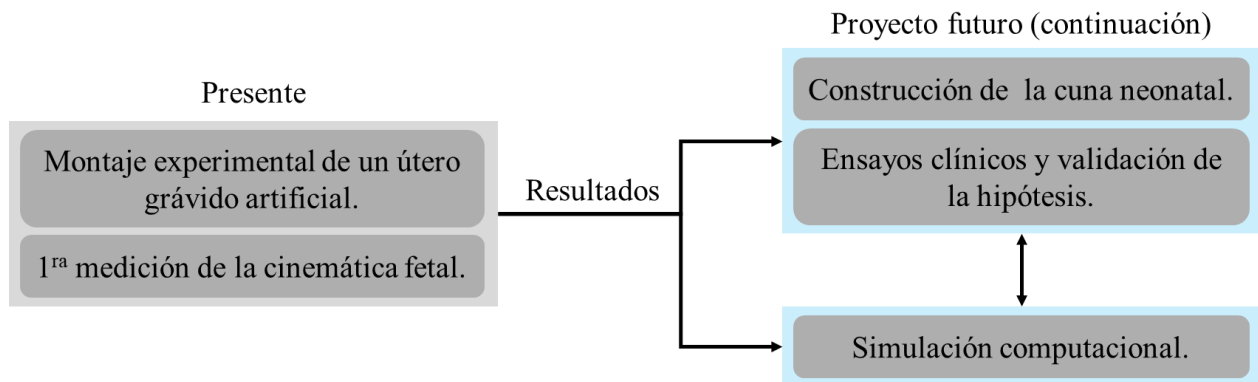 Presente
Montaje experimental de un útero
grávido artificial.
1ra medición de la cinemática fetal.
Resultados
Proyecto futuro (continuación)
Construcción de la cuna neonatal.
Ensayos clínicos y validación de
la hipótesis.
Simulación computacional.